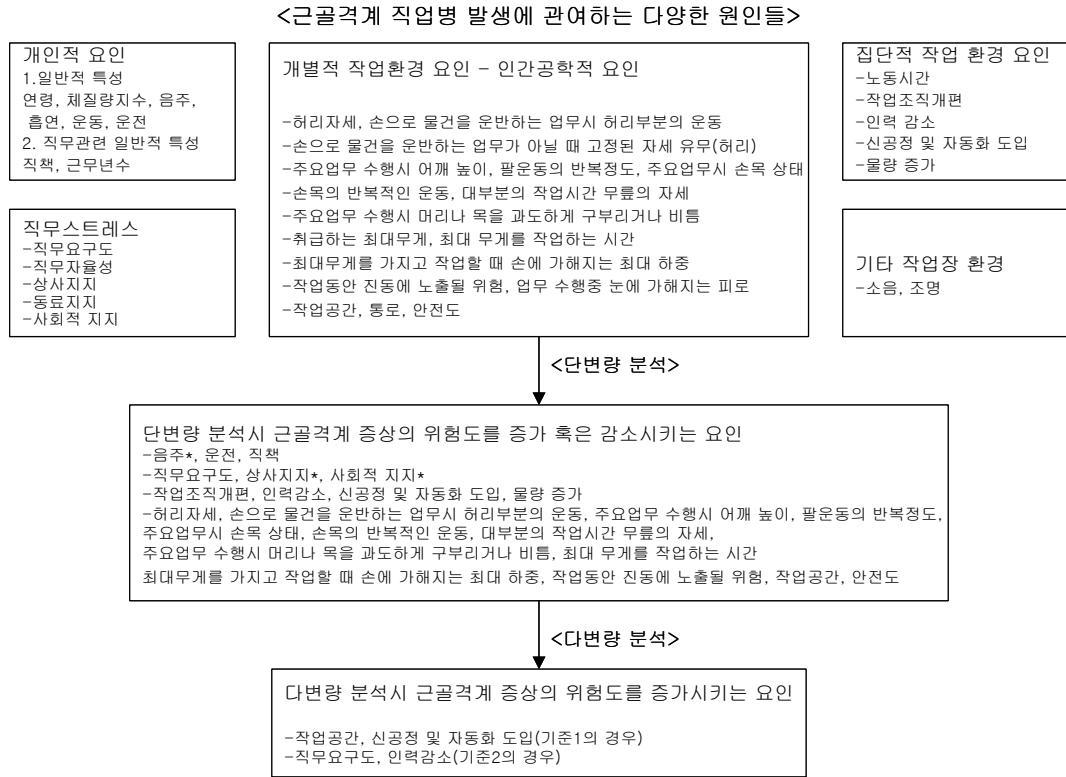 <근골격계 직업병 발생에 관여하는 다양한 원인들>
개인적 요인
1.일반적 특성
연령, 체질량지수, 음주,
흡연, 운동, 운전
2. 직무관련 일반적 특성
직책, 근무년수
직무스트레스
-직무요구도
-직무자율성
-상사지지
-동료지지
-사회적 지지
개별적 작업환경 요인 - 인간공학적 요인
-허리자세, 손으로 물건을 운반하는 업무시 허리부분의 운동
-손으로 물건을 운반하는 업무가 아닐 때 고정된 자세 유무(허리)
-주요업무 수행시 어깨 높이, 팔운동의 반복정도, 주요업무시 손목 상태
-손목의 반복적인 운동, 대부분의 작업시간 무릎의 자세
-주요업무 수행시 머리나 목을 과도하게 구부리거나 비틈
-취급하는 최대무게, 최대 무게를 작업하는 시간
-최대무게를 가지고 작업할 때 손에 가해지는 최대 하중
-작업동안 진동에 노출될 위험, 업무 수행중 눈에 가해지는 피로
-작업공간, 통로, 안전도
집단적 작업 환경 요인
-노동시간
-작업조직개편
-인력 감소
-신공정 및 자동화 도입
-물량 증가
기타 작업장 환경
-소음, 조명
<단변량 분석>
단변량 분석시 근골격계 증상의 위험도를 증가 혹은 감소시키는 요인
-음주*, 운전, 직책
-직무요구도, 상사지지*, 사회적 지지*
-작업조직개편, 인력감소, 신공정 및 자동화 도입, 물량 증가
-허리자세, 손으로 물건을 운반하는 업무시 허리부분의 운동, 주요업무 수행시 어깨 높이, 팔운동의 반복정도,
주요업무시 손목 상태, 손목의 반복적인 운동, 대부분의 작업시간 무릎의 자세,
주요업무 수행시 머리나 목을 과도하게 구부리거나 비틈, 최대 무게를 작업하는 시간
최대무게를 가지고 작업할 때 손에 가해지는 최대 하중, 작업동안 진동에 노출될 위험, 작업공간, 안전도
<다변량 분석>
다변량 분석시 근골격계 증상의 위험도를 증가시키는 요인
-작업공간, 신공정 및 자동화 도입(기준1의 경우)
-직무요구도, 인력감소(기준2의 경우)